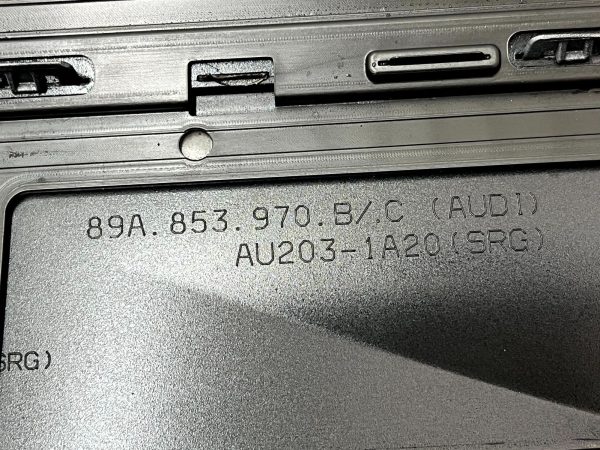 89A.853.970.B/.C (AUDI)
AU203-1A20(SRG)
SRG)